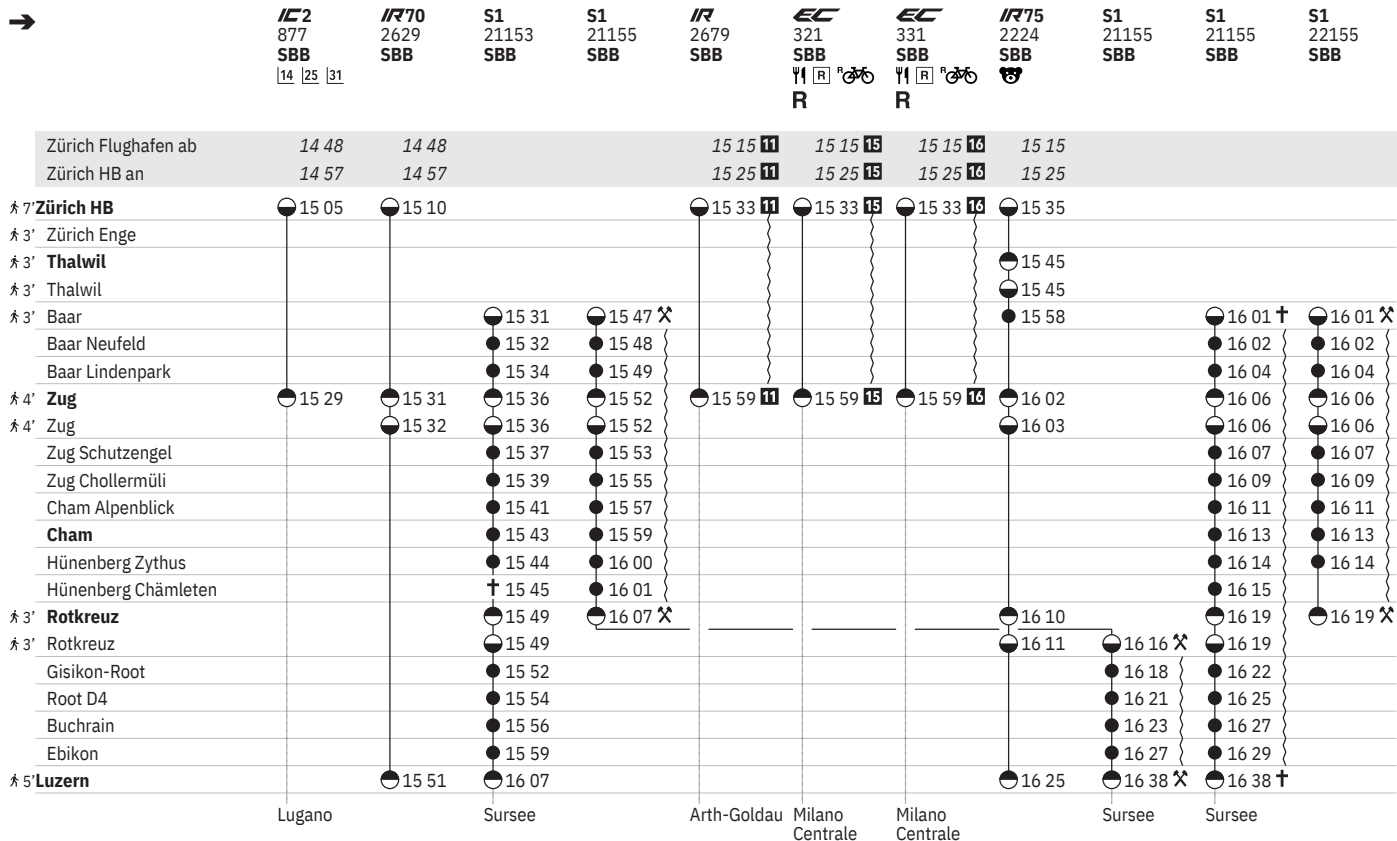 IC2 IR70 S1 S1 IR EC EC IR75 S1 S1 S1
877 2629 21153 21155 2679 321 331 2224 21155 21155 22155
SBB SBB SBB SBB SBB SBB SBB SBB SBB SBB SBB
14 25 31 R R R R
R R
Zürich Flughafen ab 14 48 14 48 15 15 11 15 15 15 15 15 16 15 15
Zürich HB an 14 57 14 57 15 25 11 15 25 15 15 25 16 15 25
7' Zürich HB 15 05 15 10 15 33 11 15 33 15 15 33 16 15 35
3' Zürich Enge
3' Thalwil 15 45
3' Thalwil 15 45
3' Baar 15 31 15 47 15 58 16 01 16 01
Baar Neufeld 15 32 15 48 16 02 16 02
Baar Lindenpark 15 34 15 49 16 04 16 04
4' Zug 15 29 15 31 15 36 15 52 15 59 11 15 59 15 15 59 16 16 02 16 06 16 06
4' Zug 15 32 15 36 15 52 16 03 16 06 16 06
Zug Schutzengel 15 37 15 53 16 07 16 07
Zug Chollermüli 15 39 15 55 16 09 16 09
Cham Alpenblick 15 41 15 57 16 11 16 11
Cham 15 43 15 59 16 13 16 13
Hünenberg Zythus 15 44 16 00 16 14 16 14
Hünenberg Chämleten 15 45 16 01 16 15
3' Rotkreuz 15 49 16 07 16 10 16 19 16 19
3' Rotkreuz 15 49 16 11 16 16 16 19
Gisikon-Root 15 52 16 18 16 22
Root D4 15 54 16 21 16 25
Buchrain 15 56 16 23 16 27
Ebikon 15 59 16 27 16 29
5' Luzern 15 51 16 07 16 25 16 38 16 38
Lugano Sursee Arth-Goldau Milano Milano Sursee Sursee
Centrale Centrale